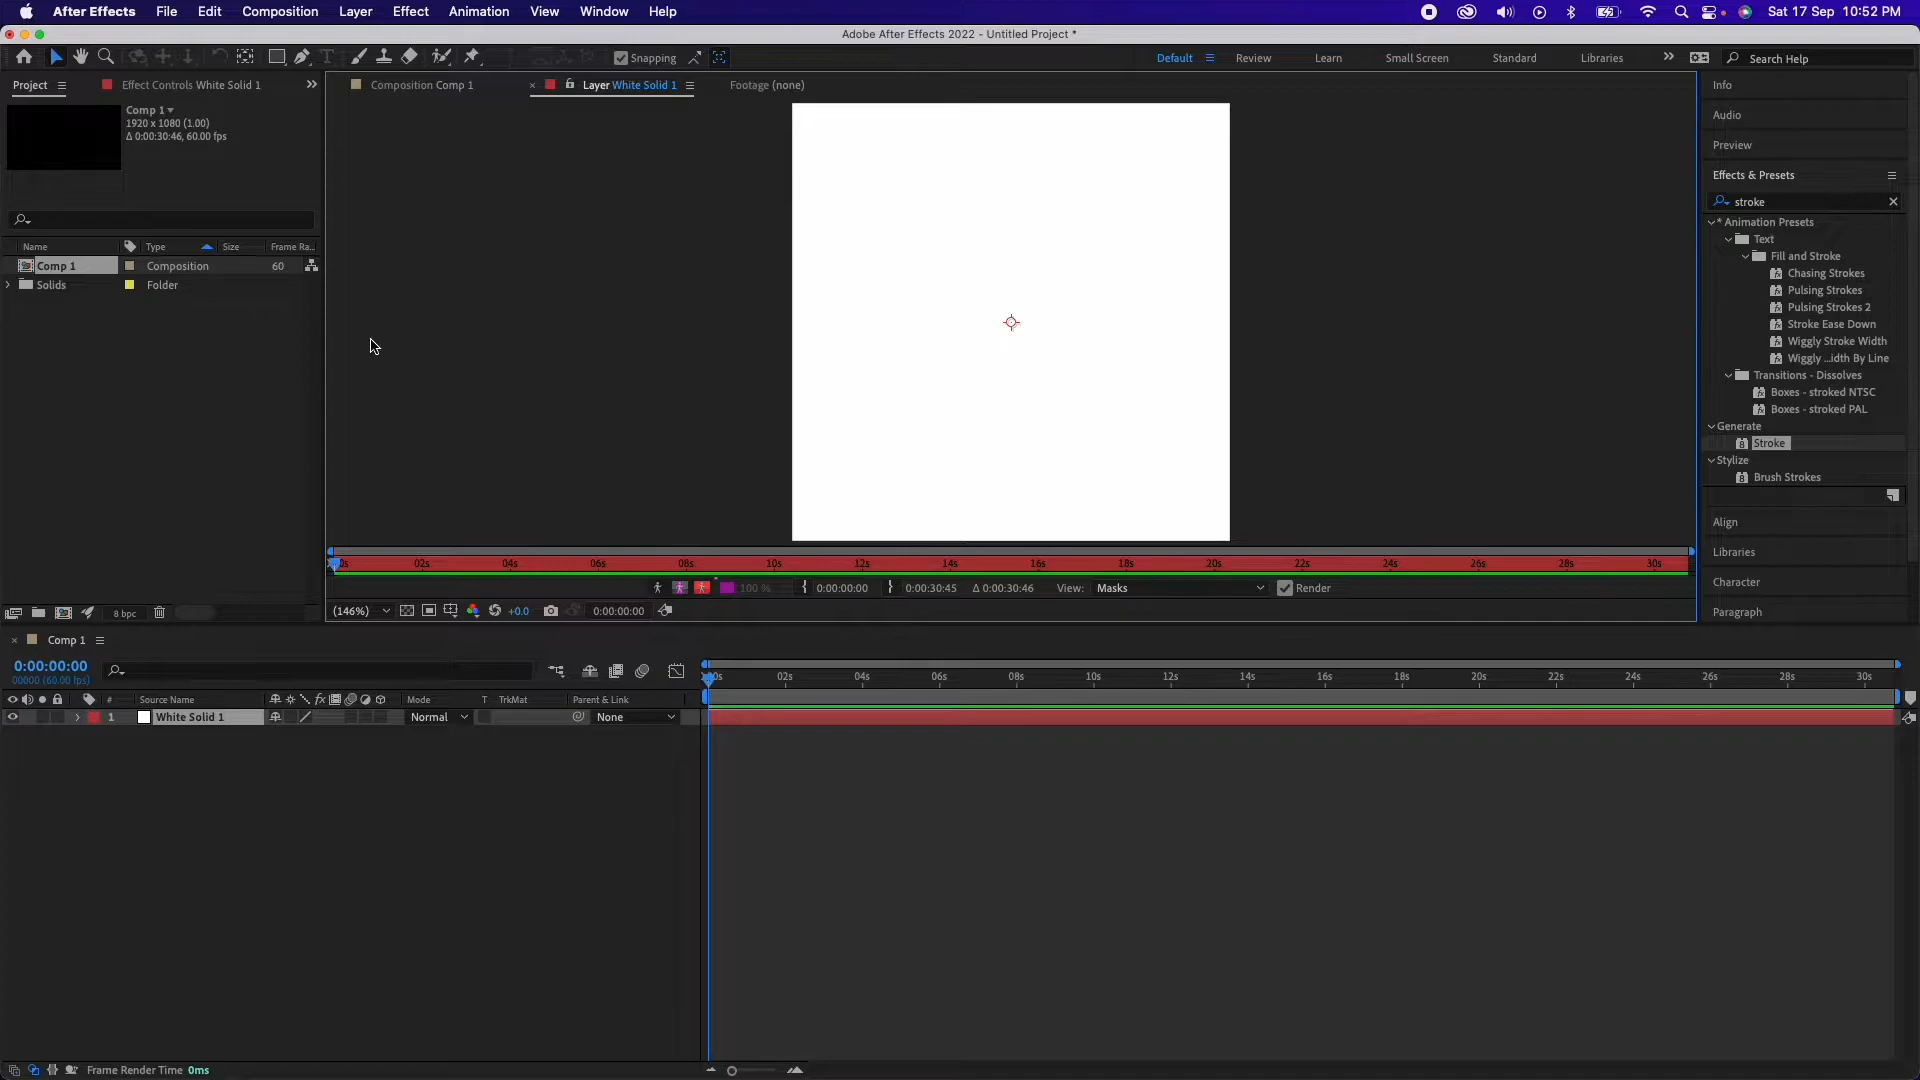 After Effects File Edit Composition Layer Effect Animation View Window Help Sat 17 Sep 10:52 PM
Adobe After Effects 2022 - Untitled Project *
Snapping Default Review Learn Small Screen Standard Libraries Search Help
Project Effect Controls White Solid 1
Composition Comp 1
Layer White Solid 1
Footage (none)
Comp 1
1920 x 1080 (1.00)
Δ 0:00:30:46, 60.00 fps
Name Type Size Frame Ra...
Comp 1 Composition 60
Solids Folder
8 bpc
0s 02s 04s 06s 08s 10s 12s 14s 16s 18s 20s 22s 24s 26s 28s 30s
100 % 0:00:00:00 0:00:30:45 Δ 0:00:30:46 View: Masks Render
(146%) +0.0 0:00:00:00
Info
Audio
Preview
Effects & Presets
stroke
* Animation Presets
Text
Fill and Stroke
Chasing Strokes
Pulsing Strokes
Pulsing Strokes 2
Stroke Ease Down
Wiggly Stroke Width
Wiggly ...idth By Line
Transitions - Dissolves
Boxes - stroked NTSC
Boxes - stroked PAL
Generate
Stroke
Stylize
Brush Strokes
Align
Libraries
Character
Paragraph
Comp 1
0:00:00:00
00000 (60.00 fps)
# Source Name Mode T TrkMat Parent & Link
1 White Solid 1 Normal None
0s 02s 04s 06s 08s 10s 12s 14s 16s 18s 20s 22s 24s 26s 28s 30s
Frame Render Time 0ms